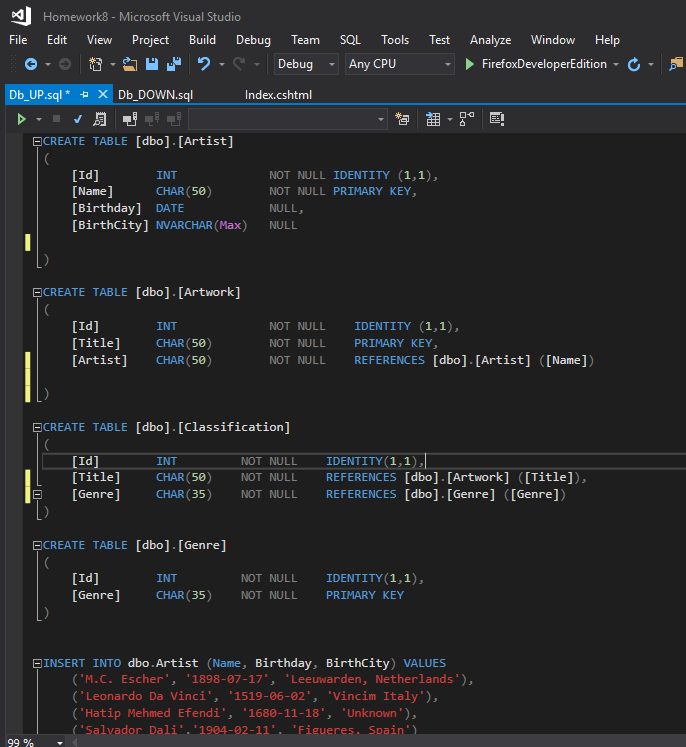 Homework8 - Microsoft Visual Studio
File Edit View Project Build Debug Team SQL Tools Test Analyze Window Help
Debug Any CPU FirefoxDeveloperEdition
Db_UP.sql * Db_DOWN.sql Index.cshtml
CREATE TABLE [dbo].[Artist]
(
[Id] INT NOT NULL IDENTITY (1,1),
[Name] CHAR(50) NOT NULL PRIMARY KEY,
[Birthday] DATE NULL,
[BirthCity] NVARCHAR(Max) NULL
)
CREATE TABLE [dbo].[Artwork]
(
[Id] INT NOT NULL IDENTITY (1,1),
[Title] CHAR(50) NOT NULL PRIMARY KEY,
[Artist] CHAR(50) NOT NULL REFERENCES [dbo].[Artist] ([Name])
)
CREATE TABLE [dbo].[Classification]
(
[Id] INT NOT NULL IDENTITY(1,1),
[Title] CHAR(50) NOT NULL REFERENCES [dbo].[Artwork] ([Title]),
[Genre] CHAR(35) NOT NULL REFERENCES [dbo].[Genre] ([Genre])
)
CREATE TABLE [dbo].[Genre]
(
[Id] INT NOT NULL IDENTITY(1,1),
[Genre] CHAR(35) NOT NULL PRIMARY KEY
)
INSERT INTO dbo.Artist (Name, Birthday, BirthCity) VALUES
('M.C. Escher', '1898-07-17', 'Leeuwarden, Netherlands'),
('Leonardo Da Vinci', '1519-06-02', 'Vincim Italy'),
('Hatip Mehmed Efendi', '1680-11-18', 'Unknown'),
('Salvador Dali','1904-02-11', 'Figueres, Spain')
99 %